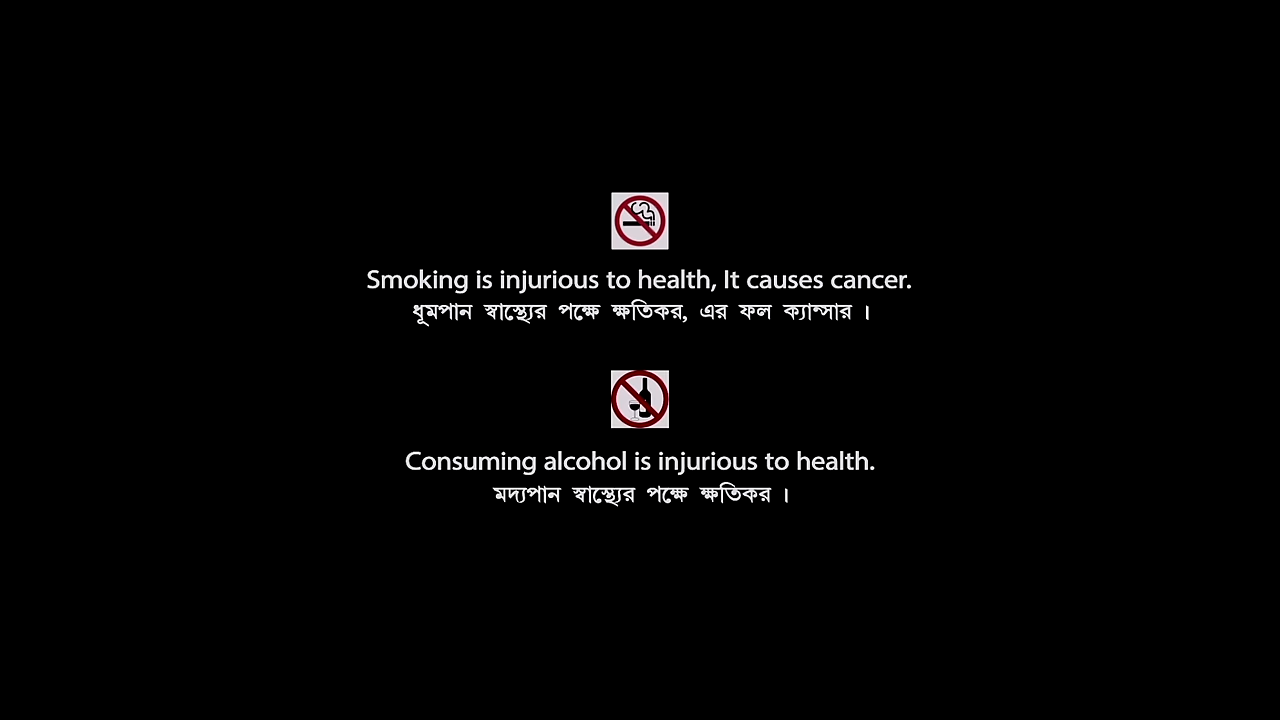 Smoking is injurious to health, It causes cancer.
ধূমপান স্বাস্থ্যের পক্ষে ক্ষতিকর, এর ফল ক্যান্সার ।
Consuming alcohol is injurious to health.
মদ্যপান স্বাস্থ্যের পক্ষে ক্ষতিকর ।